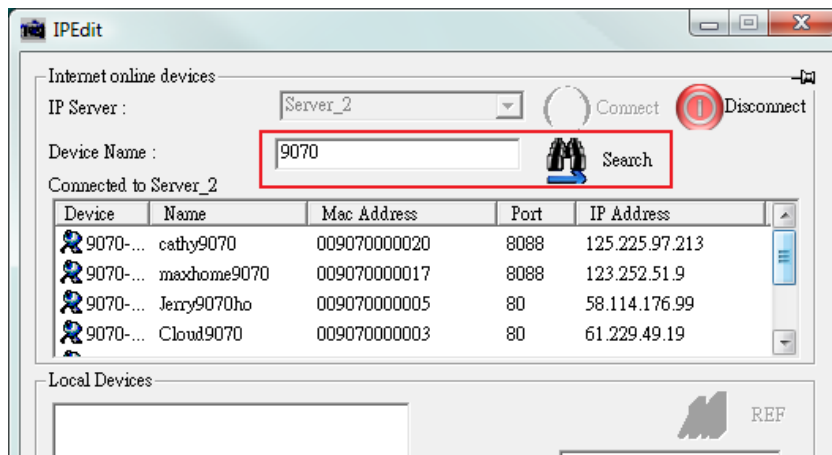 IPEdit
Internet online devices
IP Server : Server_2 Connect Disconnect
Device Name : 9070 Search
Connected to Server_2
Device Name Mac Address Port IP Address
9070-... cathy9070 009070000020 8088 125.225.97.213
9070-... maxhome9070 009070000017 8088 123.252.51.9
9070-... Jerry9070ho 009070000005 80 58.114.176.99
9070-... Cloud9070 009070000003 80 61.229.49.19
Local Devices
REF